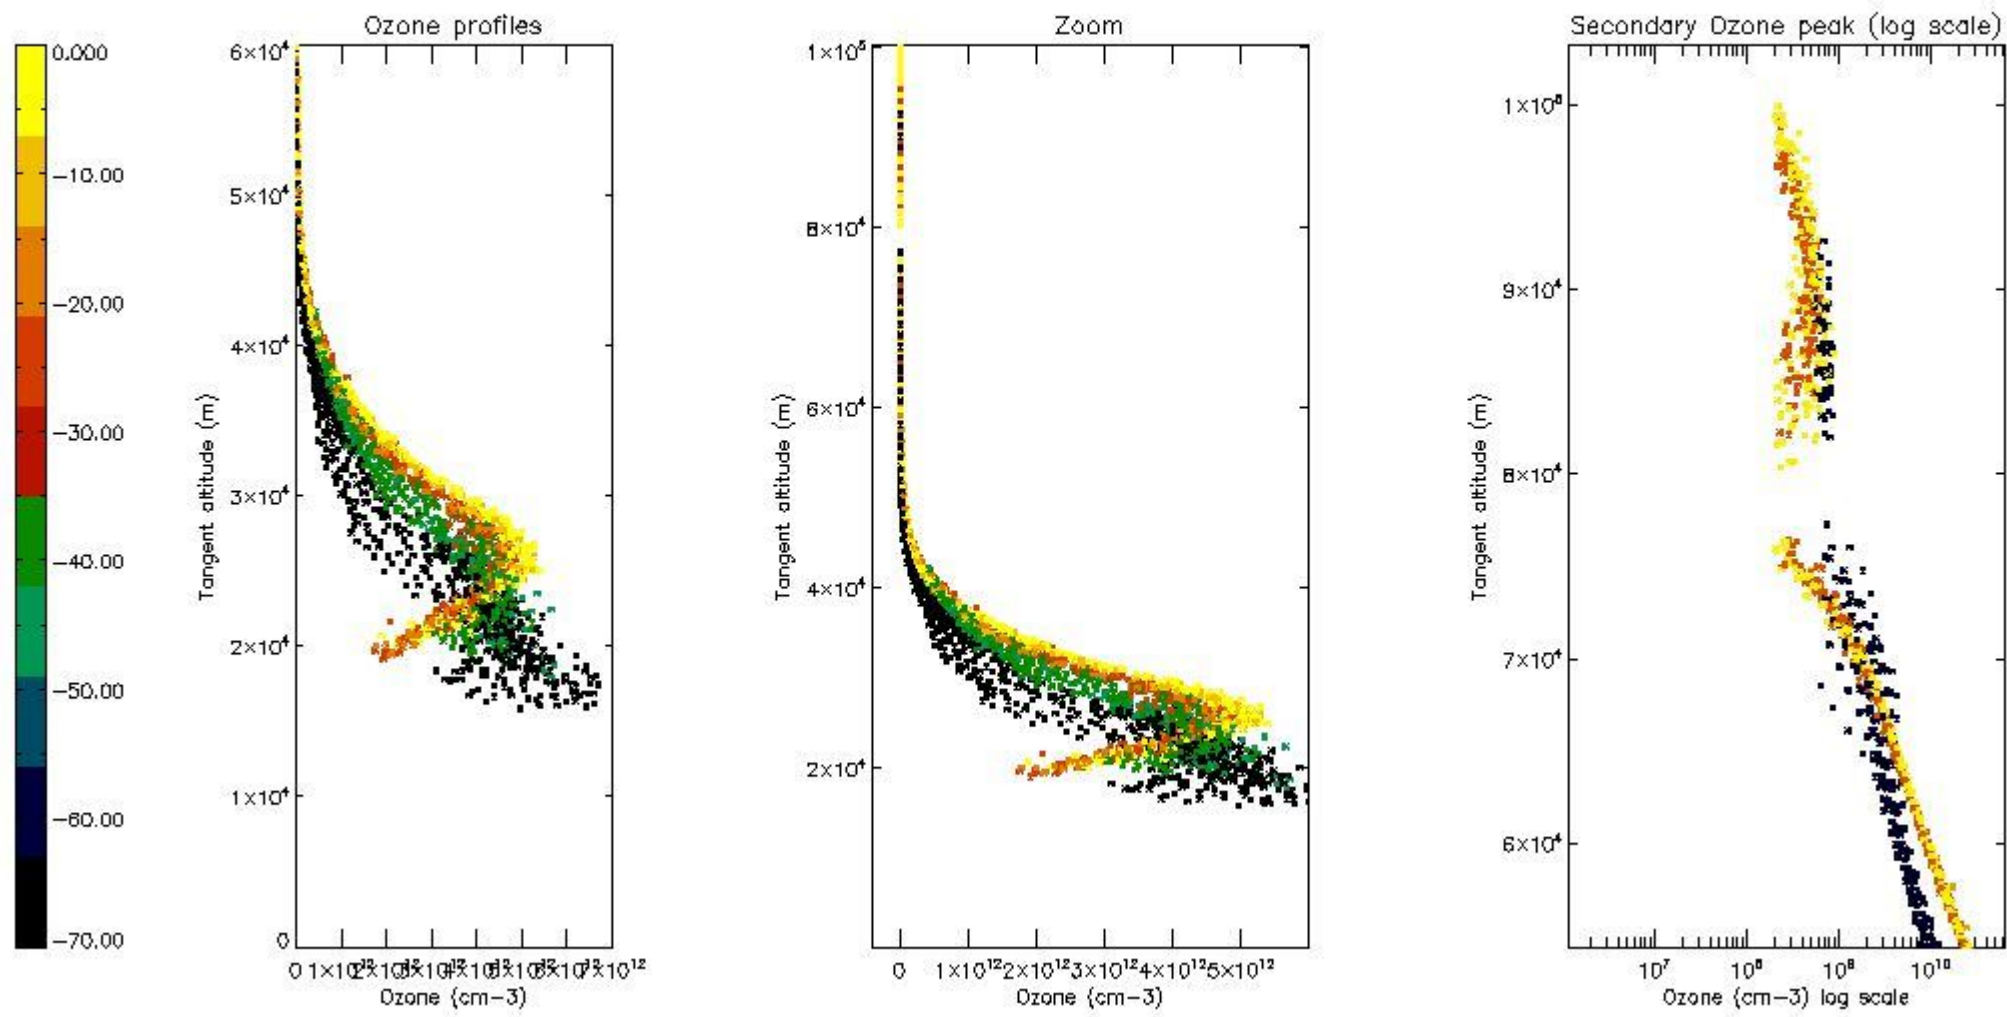 Ozone profiles
0.000
-10.00
-20.00
-30.00
-40.00
-50.00
-60.00
-70.00
6×10⁴
5×10⁴
4×10⁴
3×10⁴
2×10⁴
1×10⁴
0
Tangent altitude (m)
Ozone (cm-3)
Zoom
1×10⁵
8×10⁴
6×10⁴
4×10⁴
2×10⁴
Tangent altitude (m)
0 1×10¹² 2×10¹² 3×10¹² 4×10¹² 5×10¹²
Ozone (cm-3)
Secondary Ozone peak (log scale)
9×10⁴
8×10⁴
7×10⁴
6×10⁴
Tangent altitude (m)
10⁷ 10⁸ 10⁹ 10¹⁰
Ozone (cm-3) log scale